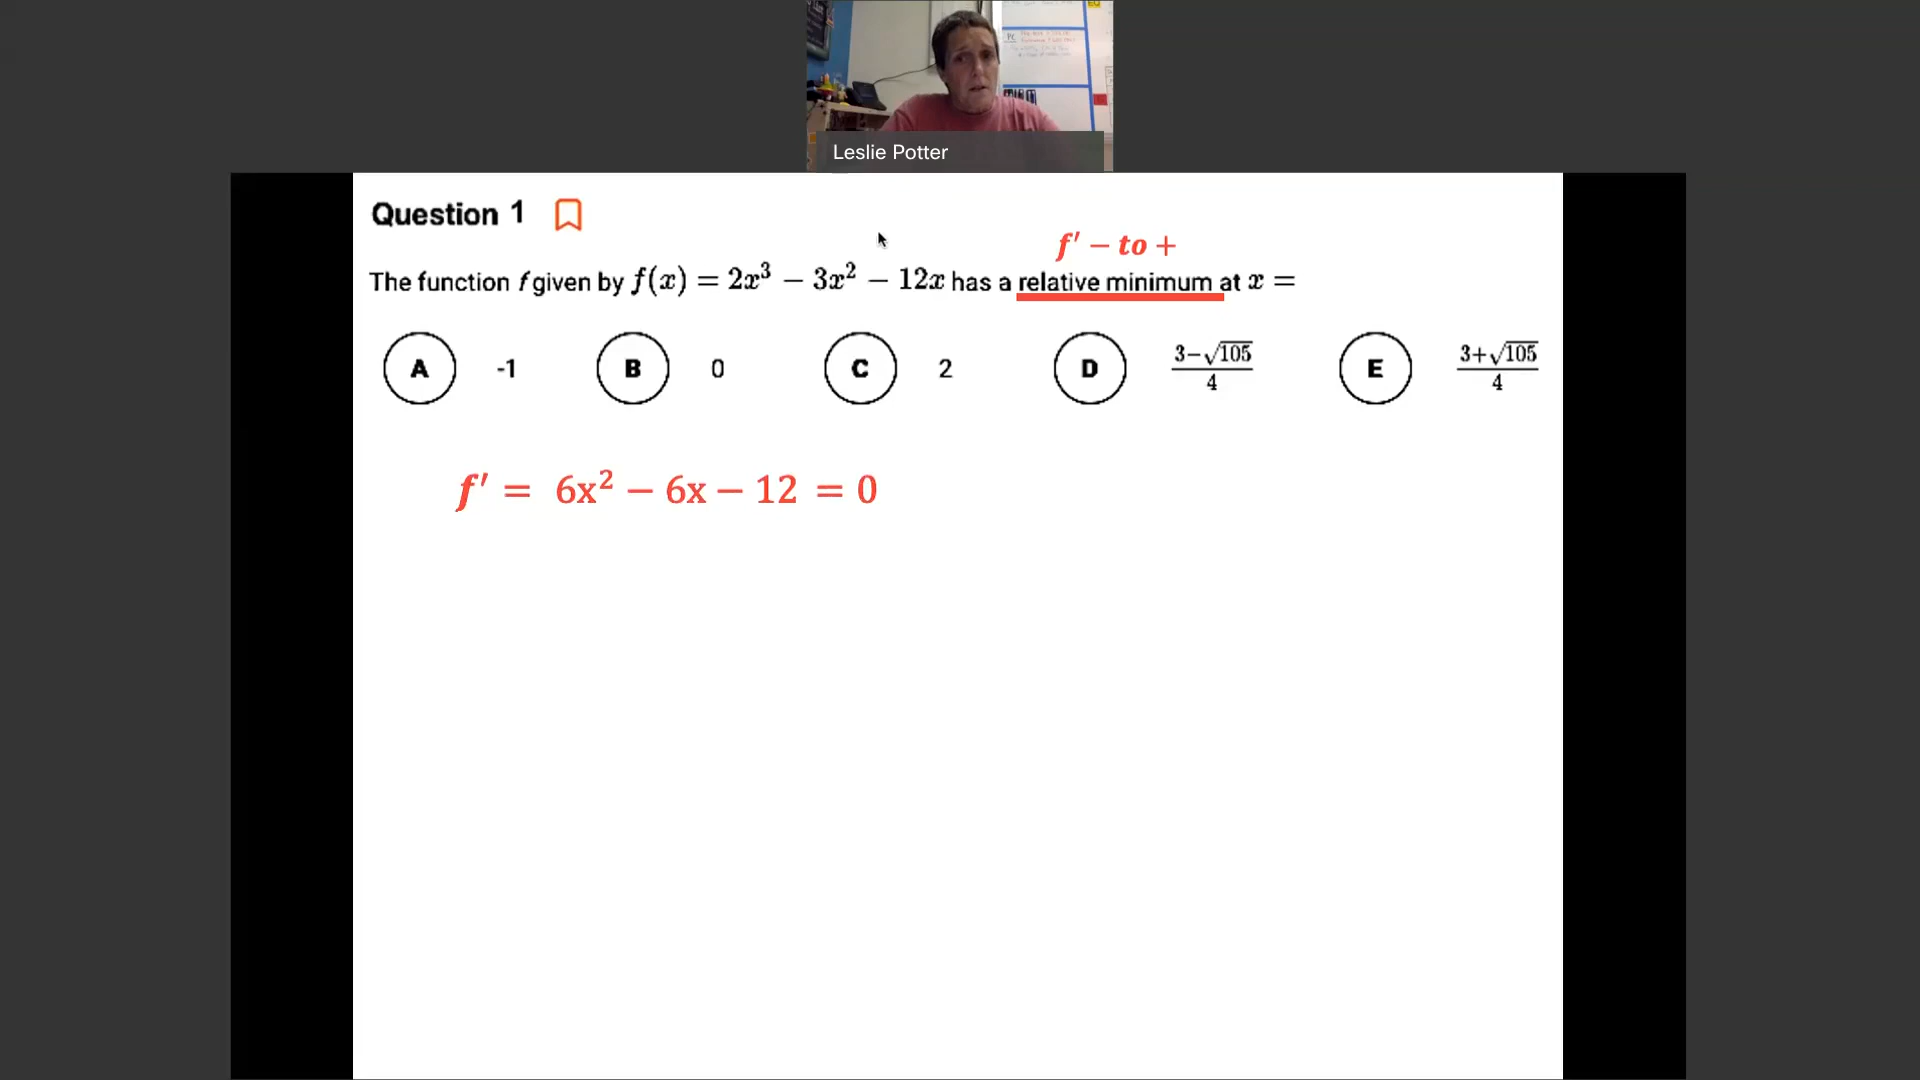 Leslie Potter
Question 1
f′ − to +
The function f given by f(x) = 2x³ − 3x² − 12x has a relative minimum at x =
A -1 B 0 C 2 D (3−√105)/4 E (3+√105)/4
f′ = 6x² − 6x − 12 = 0